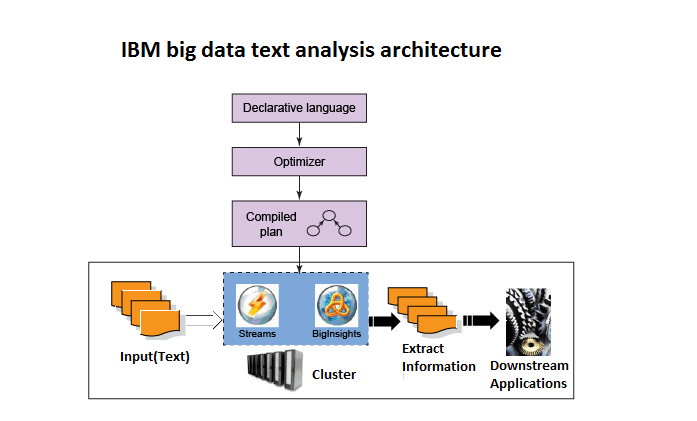 IBM big data text analysis architecture
Declarative language
Optimizer
Compiled
plan
Streams
BigInsights
Input(Text)
Cluster
Extract
Information
Downstream
Applications